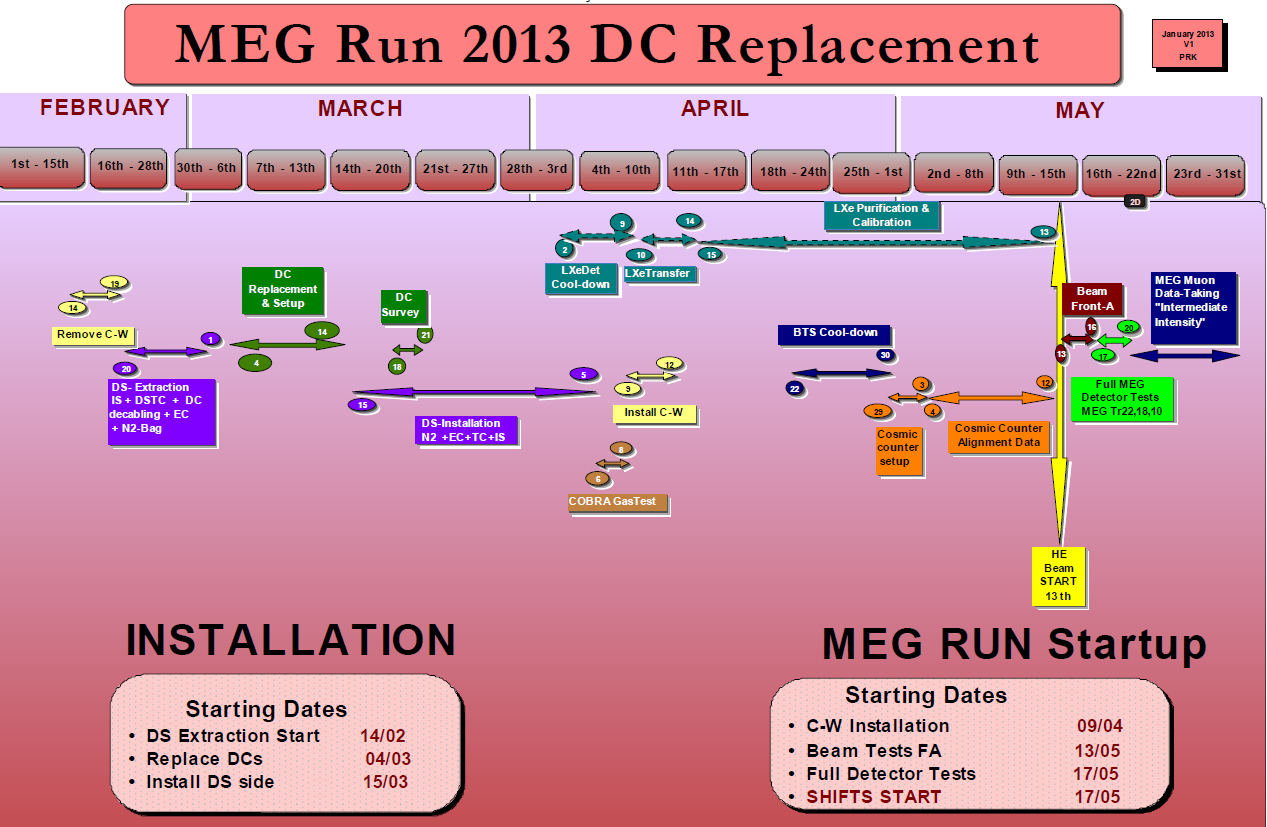 MEG Run 2013 DC Replacement
January 2013
V1
PRK
FEBRUARY
MARCH
APRIL
MAY
1st - 15th
16th - 28th
30th - 6th
7th - 13th
14th - 20th
21st - 27th
28th - 3rd
4th - 10th
11th - 17th
18th - 24th
25th - 1st
2nd - 8th
9th - 15th
16th - 22nd
23rd - 31st
2D
LXe Purification &
Calibration
9
14
2
10
15
13
LXeDet
Cool-down
LXeTransfer
19
14
Remove C-W
DC
Replacement
& Setup
14
4
DC
Survey
21
18
1
20
DS- Extraction
IS + DSTC + DC
decabling + EC
+ N2-Bag
5
15
DS-Installation
N2 +EC+TC+IS
12
9
Install C-W
8
6
COBRA GasTest
BTS Cool-down
30
22
3
29
4
12
Cosmic
counter
setup
Cosmic Counter
Alignment Data
Beam
Front-A
16
13
20
17
MEG Muon
Data-Taking
"Intermediate
Intensity"
Full MEG
Detector Tests
MEG Tr22,18,10
HE
Beam
START
13 th
INSTALLATION
Starting Dates
• DS Extraction Start 14/02
• Replace DCs 04/03
• Install DS side 15/03
MEG RUN Startup
Starting Dates
• C-W Installation 09/04
• Beam Tests FA 13/05
• Full Detector Tests 17/05
• SHIFTS START 17/05